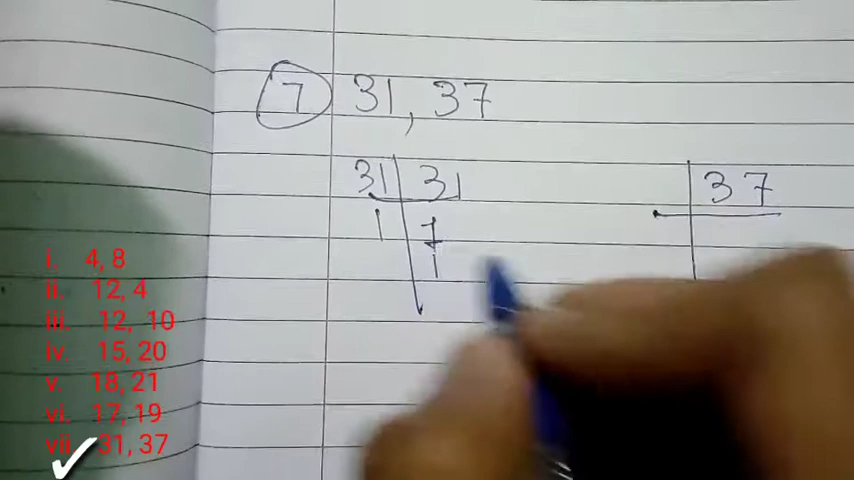 7 31, 37
31 31 37
1 1
1
i. 4, 8
ii. 12, 4
iii. 12, 10
iv 15, 20
v. 18, 21
vi. 17, 19
vii 31, 37